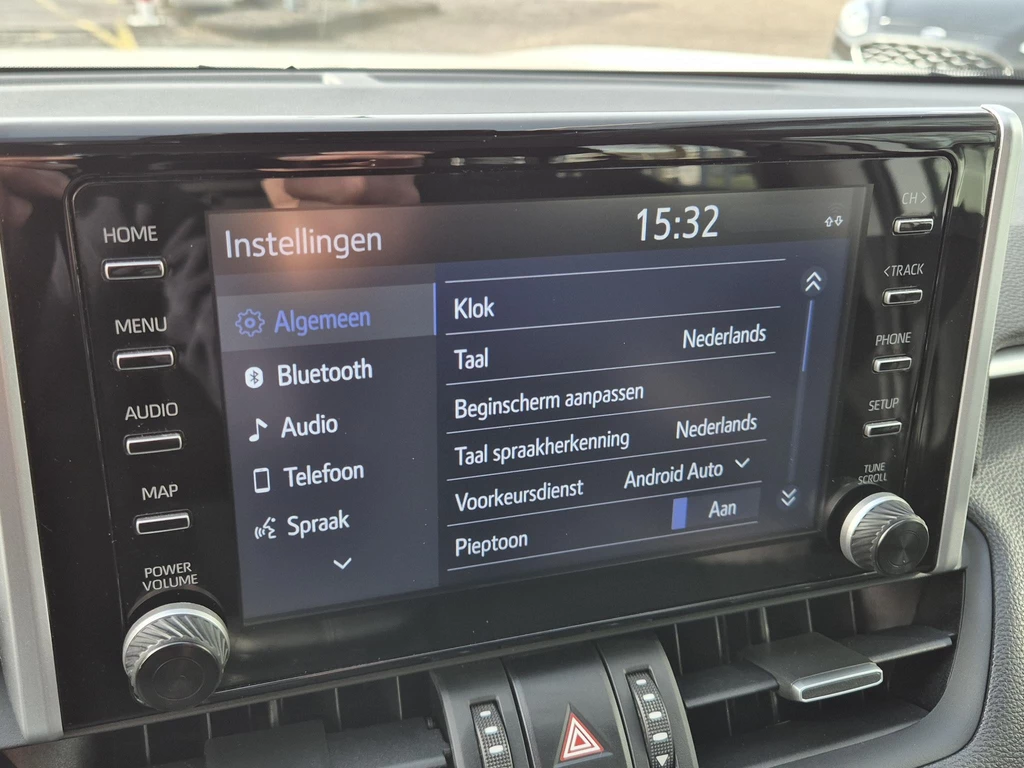 HOME
MENU
AUDIO
MAP
POWER
VOLUME
Instellingen
15:32
Algemeen
Bluetooth
Audio
Telefoon
Spraak
Klok
Taal Nederlands
Beginscherm aanpassen
Taal spraakherkenning Nederlands
Voorkeursdienst Android Auto
Pieptoon Aan
CH >
< TRACK
PHONE
SETUP
TUNE
SCROLL